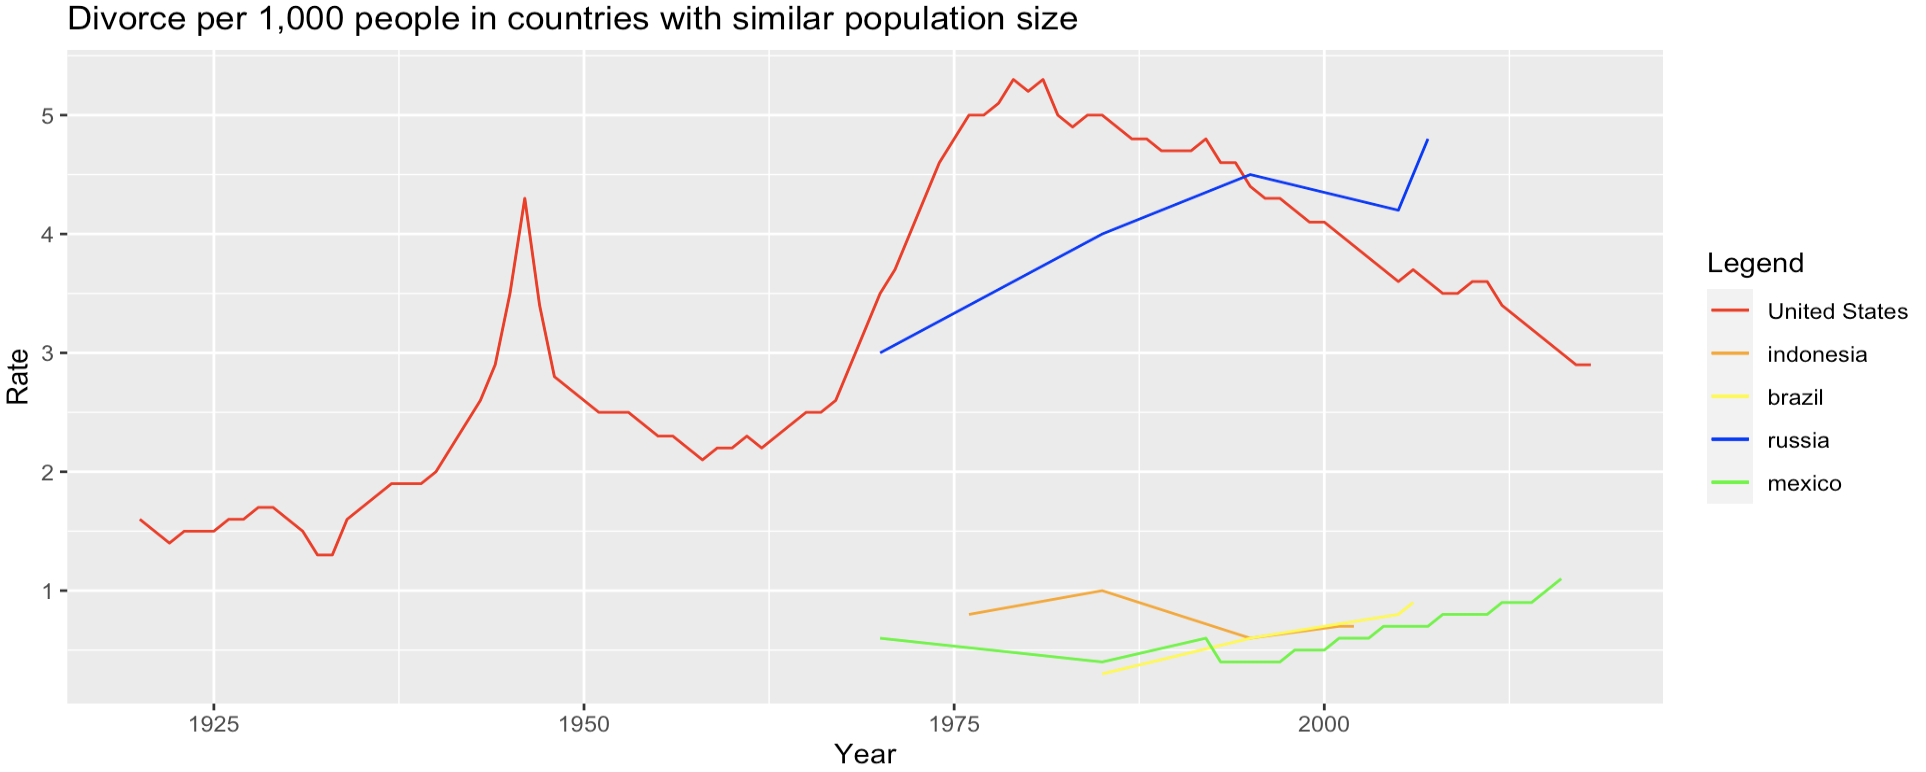 Divorce per 1,000 people in countries with similar population size
5
4
3
2
1
Rate
1925 1950 1975 2000
Year
Legend
United States
indonesia
brazil
russia
mexico